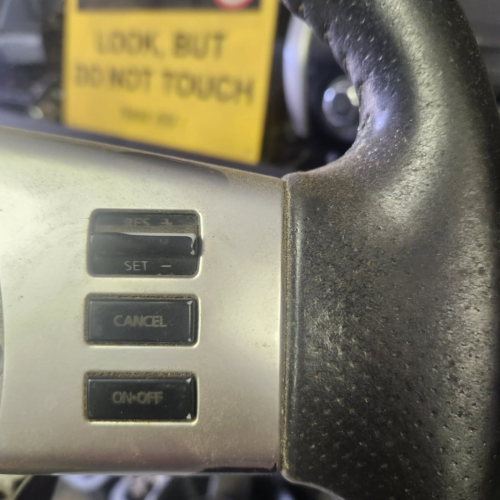 LOOK, BUT
DO NOT TOUCH
RES +
SET −
CANCEL
ON•OFF